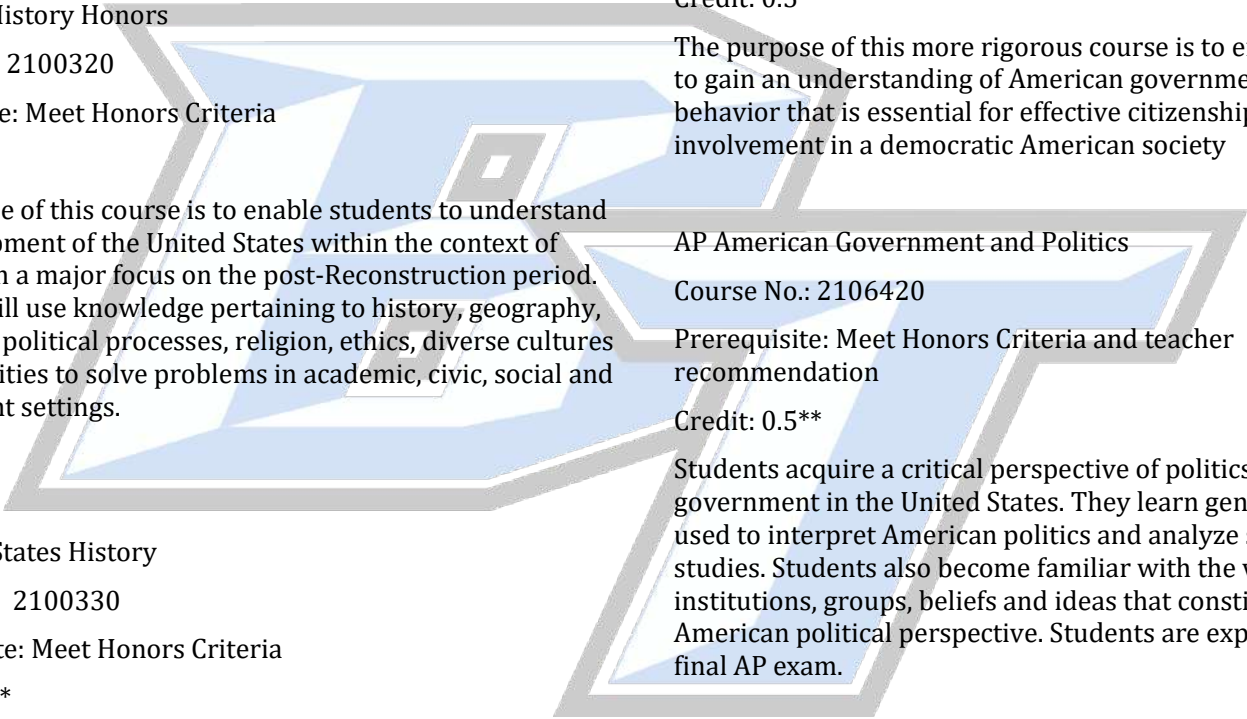 History Honors
2100320
e: Meet Honors Criteria
e of this course is to enable students to understand
pment of the United States within the context of
a major focus on the post-Reconstruction period.
ill use knowledge pertaining to history, geography,
political processes, religion, ethics, diverse cultures
ities to solve problems in academic, civic, social and
nt settings.
States History
2100330
te: Meet Honors Criteria
*
Credit: 0.5
The purpose of this more rigorous course is to e
to gain an understanding of American governme
behavior that is essential for effective citizenship
involvement in a democratic American society
AP American Government and Politics
Course No.: 2106420
Prerequisite: Meet Honors Criteria and teacher
recommendation
Credit: 0.5**
Students acquire a critical perspective of politics
government in the United States. They learn gen
used to interpret American politics and analyze
studies. Students also become familiar with the v
institutions, groups, beliefs and ideas that consti
American political perspective. Students are exp
final AP exam.